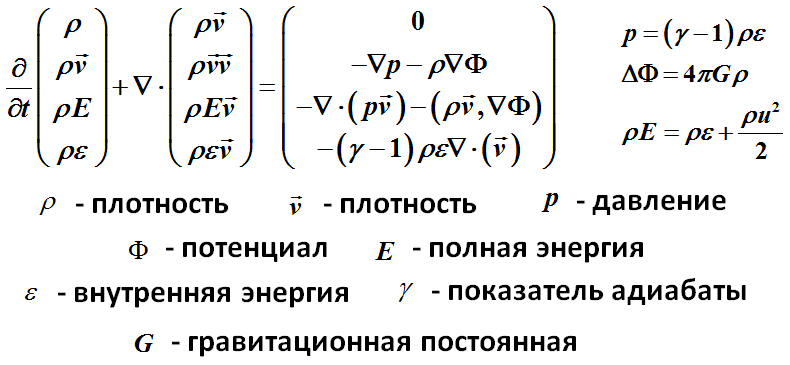 ∂/∂t (ρ, ρv⃗, ρE, ρε) + ∇ · (ρv⃗, ρv⃗v⃗, ρEv⃗, ρεv⃗) = (0, −∇p − ρ∇Φ, −∇ · (pv⃗) − (ρv⃗, ∇Φ), −(γ − 1) ρε∇ · (v⃗))
p = (γ − 1) ρε
ΔΦ = 4πGρ
ρE = ρε + ρu²/2
ρ - плотность v⃗ - плотность p - давление
Φ - потенциал E - полная энергия
ε - внутренняя энергия γ - показатель адиабаты
G - гравитационная постоянная